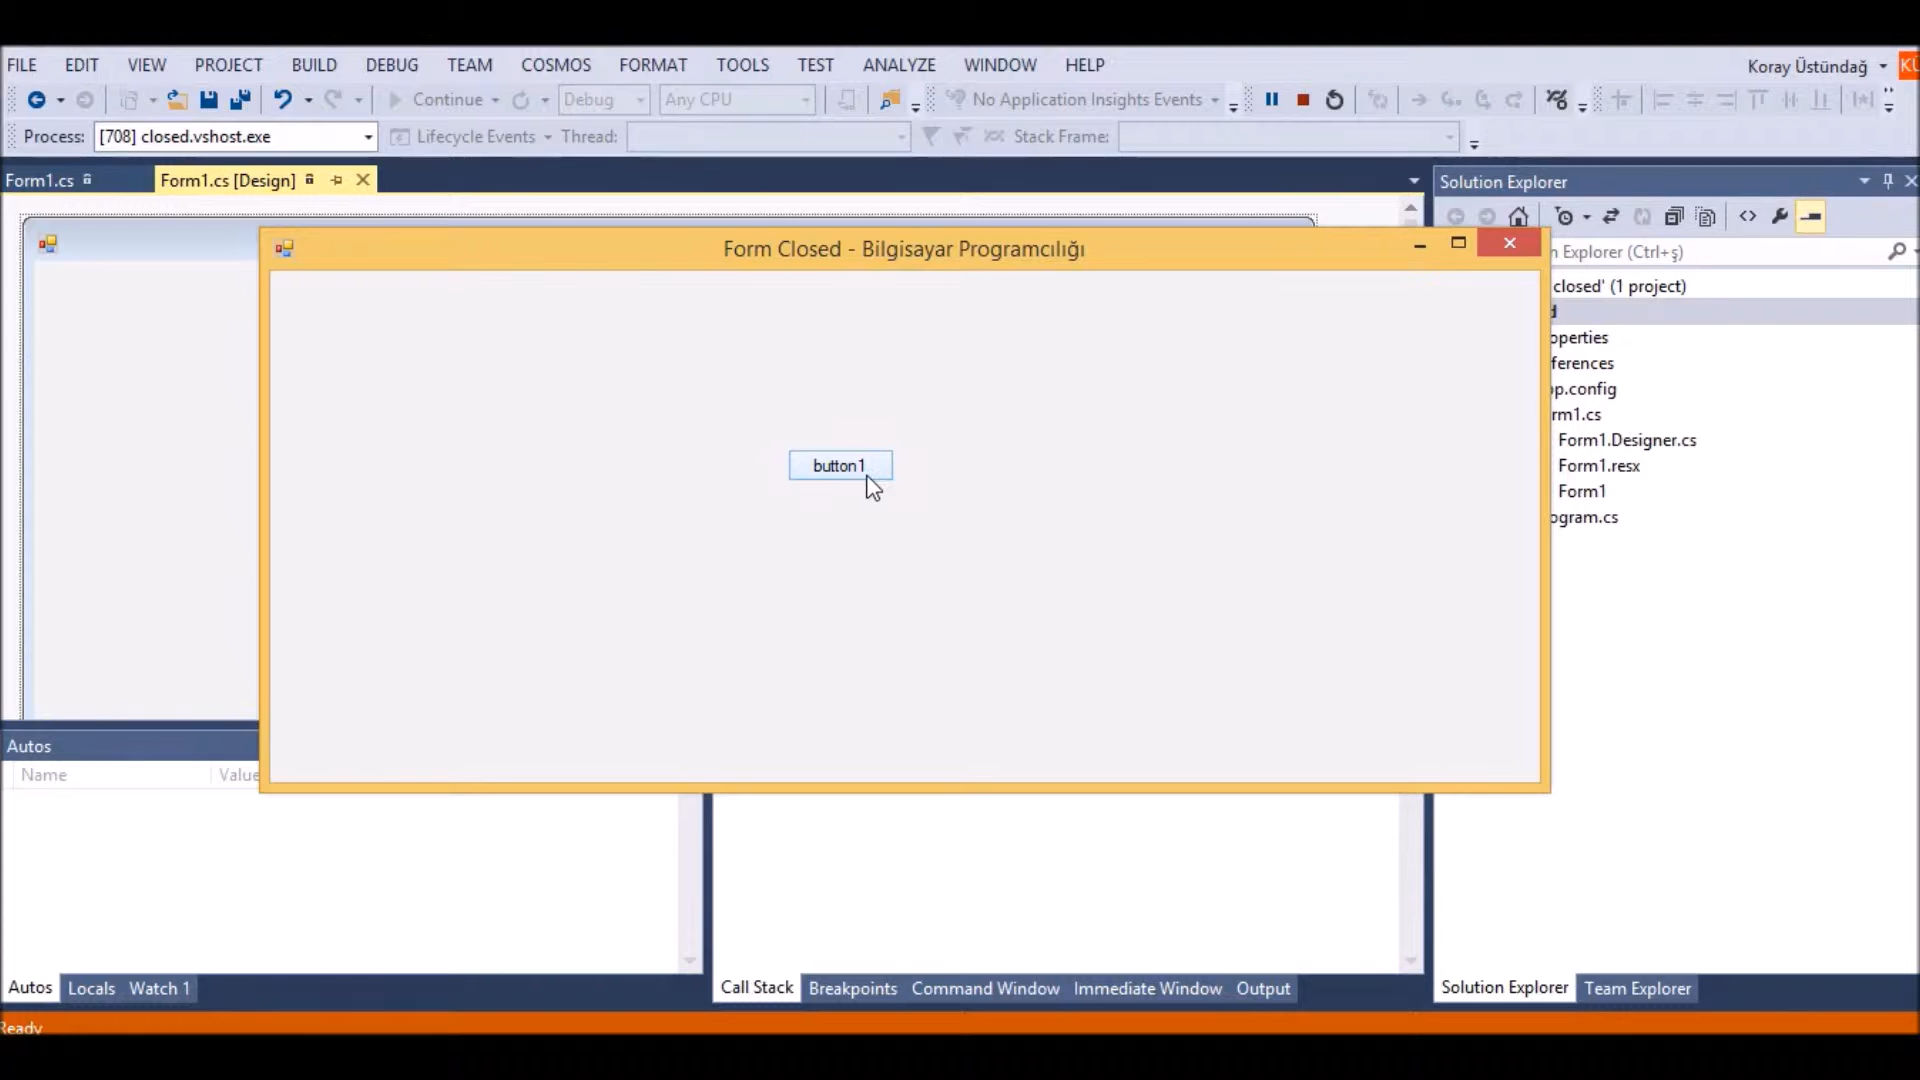 FILE EDIT VIEW PROJECT BUILD DEBUG TEAM COSMOS FORMAT TOOLS TEST ANALYZE WINDOW HELP Koray Üstündağ KÜ
Continue Debug Any CPU No Application Insights Events
Process: [708] closed.vshost.exe Lifecycle Events Thread: Stack Frame:
Form1.cs Form1.cs [Design] Solution Explorer
Form Closed - Bilgisayar Programcılığı
n Explorer (Ctrl+ş)
closed' (1 project)
d
operties
ferences
pp.config
rm1.cs
Form1.Designer.cs
button1
Form1.resx
Form1
ogram.cs
Autos
Name Value
Autos Locals Watch 1 Call Stack Breakpoints Command Window Immediate Window Output Solution Explorer Team Explorer
Ready